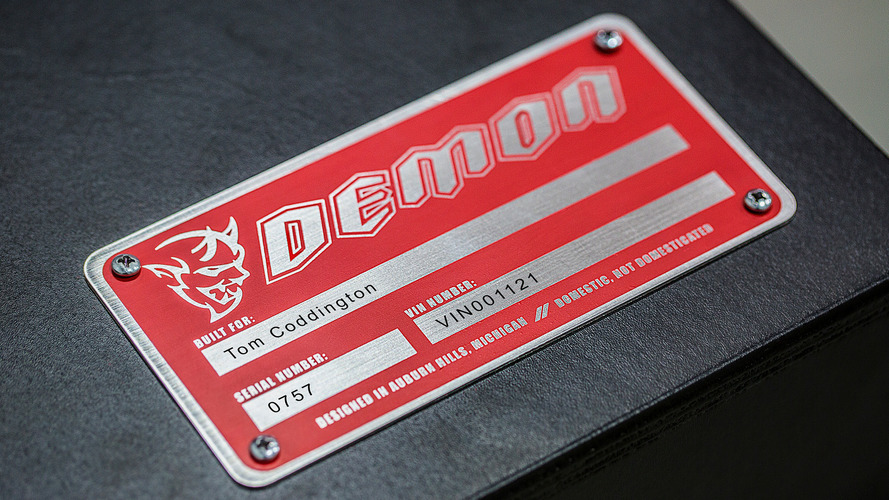 DEMON
BUILT FOR:
Tom Coddington
SERIAL NUMBER:
0757
VIN NUMBER:
VIN001121
DESIGNED IN AUBURN HILLS, MICHIGAN // DOMESTIC, NOT DOMESTICATED